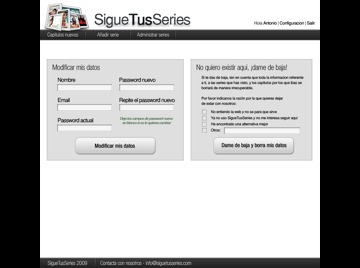 SigueTusSeries
Hola Antonio | Configuracion | Salir
Capítulos nuevos Añadir serie Administrar series
Modificar mis datos
Nombre Password nuevo
Email Repite el password nuevo
Password actual
Deja los campos de password nuevo
en blanco si no lo quieres cambiar
Modificar mis datos
No quiero existir aqui, ¡dame de baja!
Si te das de baja, ten en cuenta que toda la informacion referente
a ti, a las series que has visto, y los capitulos por los que ibas se
borrará de manera irrecuperable.
Por favor indicanos la razón por la que quieres dejar
de estar con nosotros:
No entiendo la web y no se para que sirve
Ya no uso SigueTusSeries y no me interesa seguir aqui
He encontrado una alternativa mejor
Otros:
Dame de baja y borra mis datos
SigueTusSeries 2009 Contacta con nosotros - info@siguetusseries.com